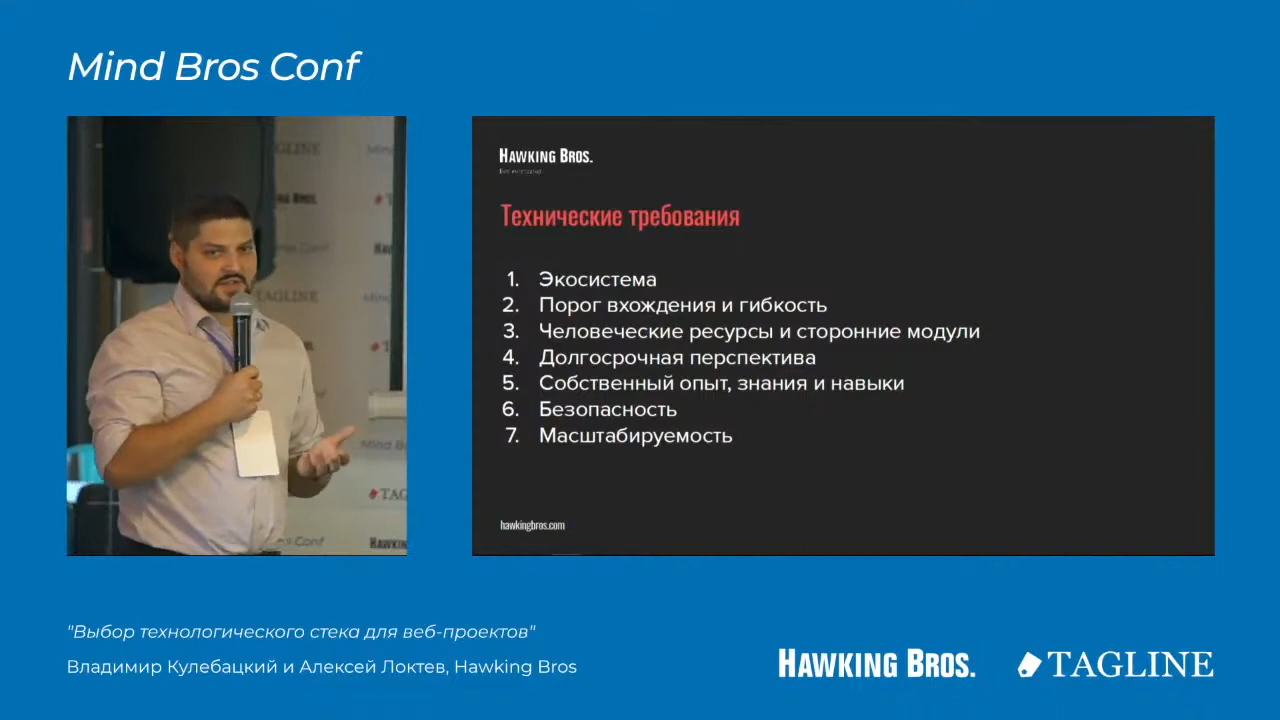 Mind Bros Conf
HAWKING BROS.
Технические требования
1. Экосистема
2. Порог вхождения и гибкость
3. Человеческие ресурсы и сторонние модули
4. Долгосрочная перспектива
5. Собственный опыт, знания и навыки
6. Безопасность
7. Масштабируемость
hawkingbros.com
TAGLINE
"Выбор технологического стека для веб-проектов"
Владимир Кулебацкий и Алексей Локтев, Hawking Bros
HAWKING BROS.
TAGLINE